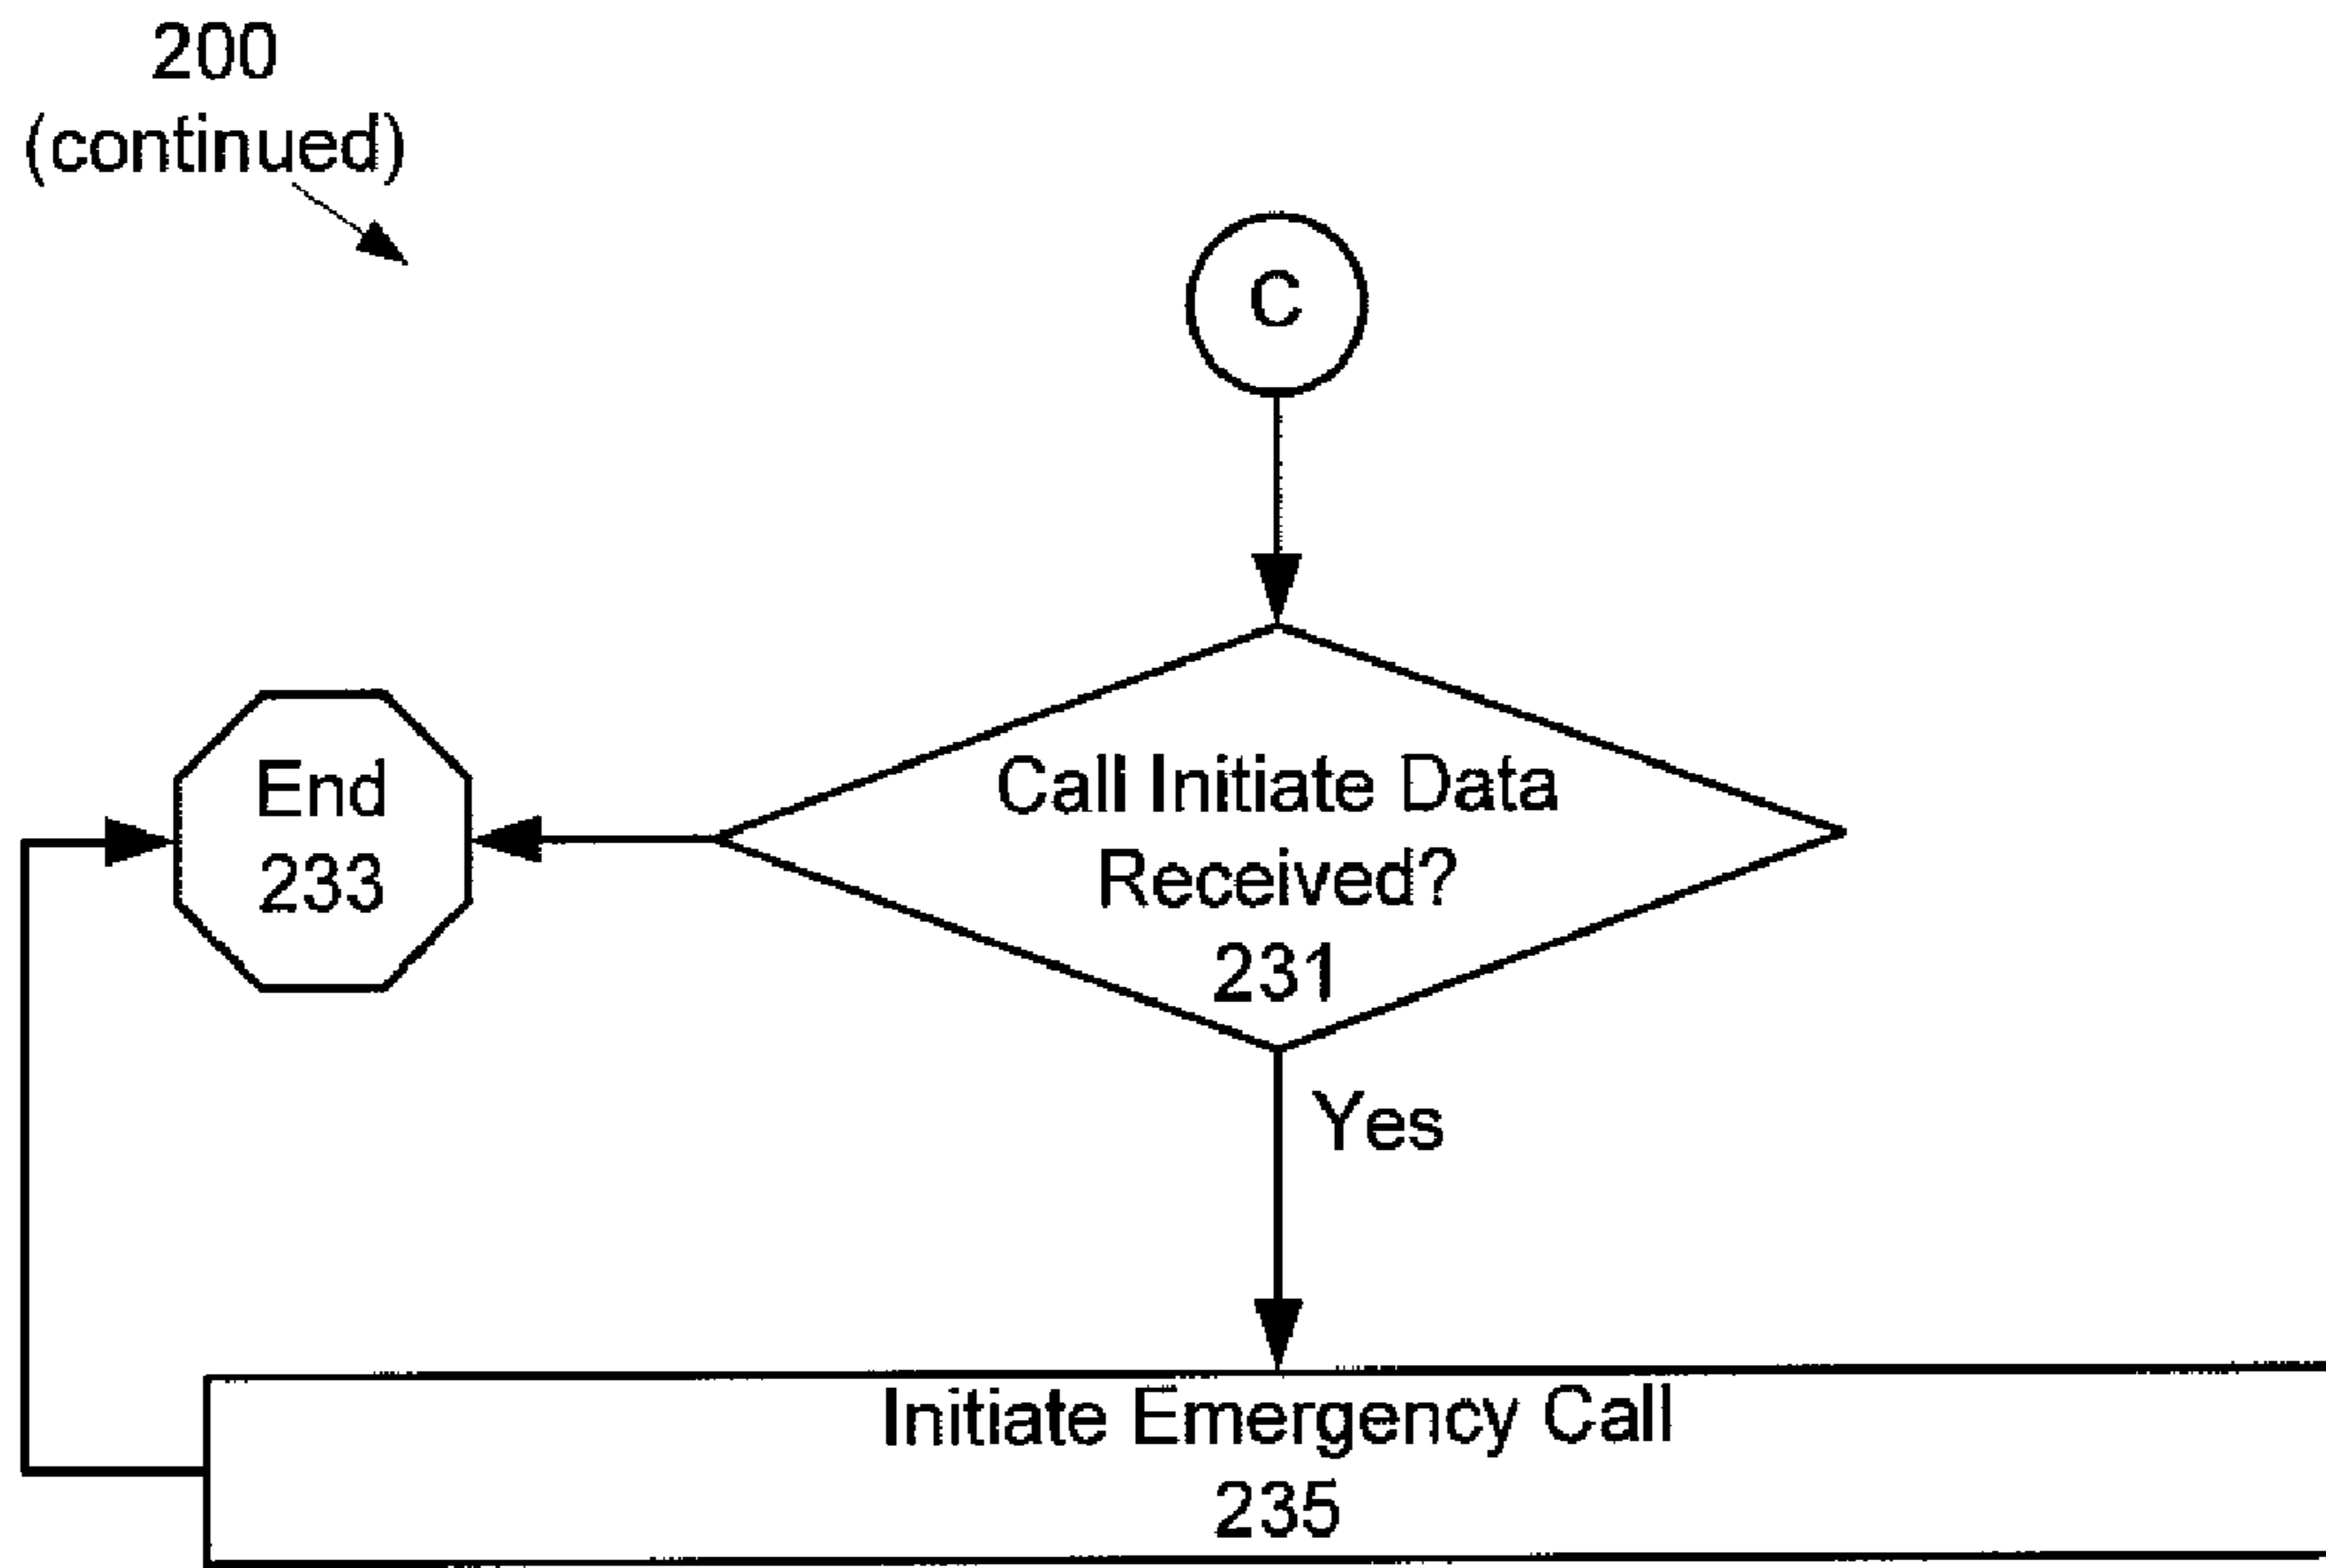 200
(continued)
C
End
233
Call Initiate Data
Received?
231
Yes
Initiate Emergency Call
235